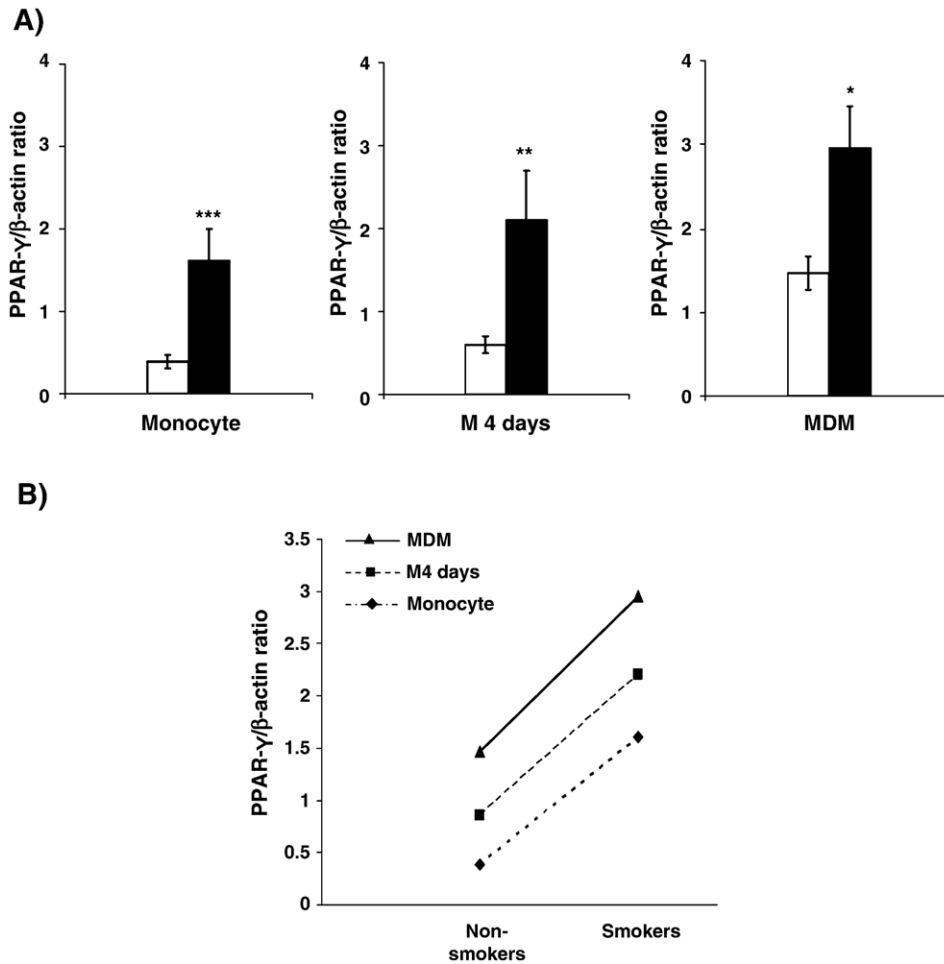 A)
PPAR-γ/β-actin ratio
4
3
2
1
0
***
Monocyte
PPAR-γ/β-actin ratio
4
3
2
1
0
**
M 4 days
PPAR-γ/β-actin ratio
4
3
2
1
0
*
MDM
B)
PPAR-γ/β-actin ratio
3.5
3
2.5
2
1.5
1
0.5
0
MDM
M4 days
Monocyte
Non-
smokers
Smokers